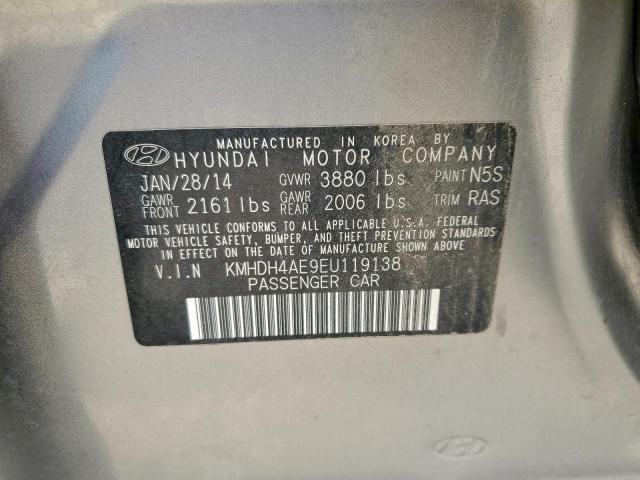 MANUFACTURED IN KOREA BY
HYUNDAI MOTOR COMPANY
JAN/28/14 GVWR 3880 lbs PAINT N5S
GAWR FRONT 2161 lbs GAWR REAR 2006 lbs TRIM RAS
THIS VEHICLE CONFORMS TO ALL APPLICABLE U.S. FEDERAL
MOTOR VEHICLE SAFETY, BUMPER, AND THEFT PREVENTION STANDARDS
IN EFFECT ON THE DATE OF MANUFACTURE SHOWN ABOVE
V.I.N KMHDH4AE9EU119138
PASSENGER CAR